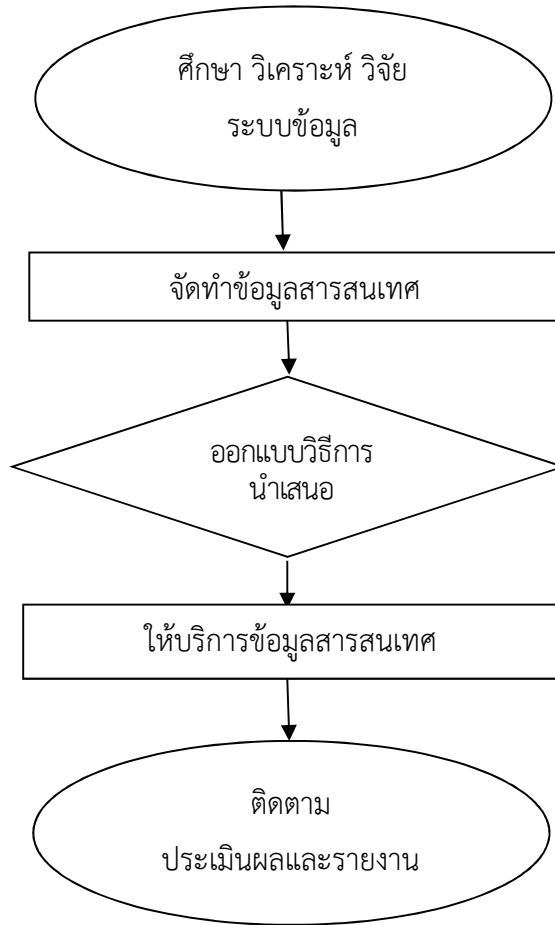 ศึกษา วิเคราะห์ วิจัย
ระบบข้อมูล
จัดทำข้อมูลสารสนเทศ
ออกแบบวิธีการ
นำเสนอ
ให้บริการข้อมูลสารสนเทศ
ติดตาม
ประเมินผลและรายงาน